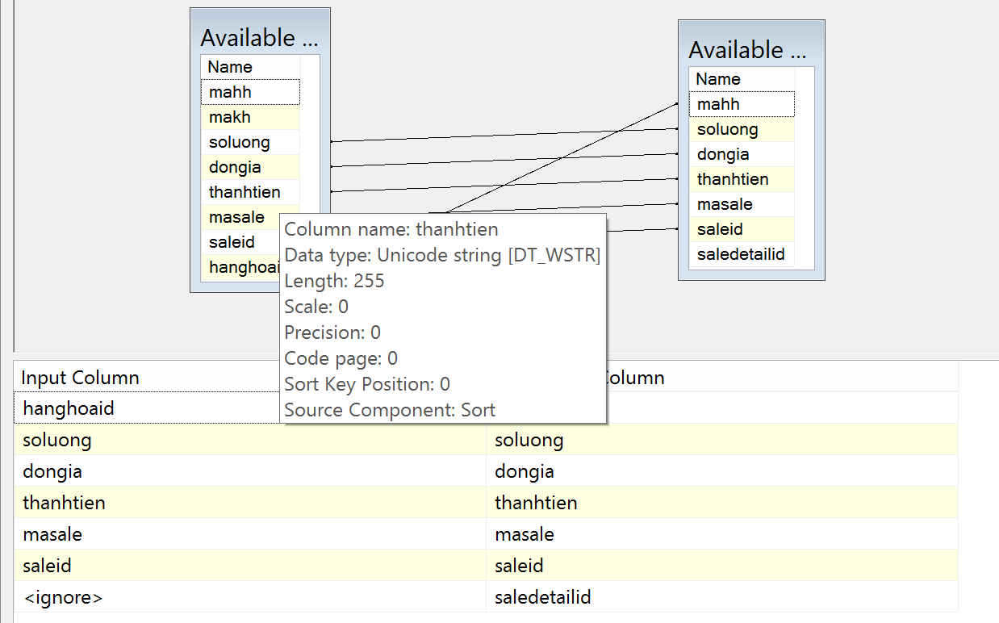 Available ...
Name
mahh
makh
soluong
dongia
thanhtien
masale
saleid
Available ...
Name
mahh
soluong
dongia
thanhtien
masale
saleid
saledetailid
Column name: thanhtien
Data type: Unicode string [DT_WSTR]
Length: 255
Scale: 0
Precision: 0
Code page: 0
Sort Key Position: 0
Source Component: Sort
Input Column
Column
hanghoaid
soluong soluong
dongia dongia
thanhtien thanhtien
masale masale
saleid saleid
<ignore> saledetailid